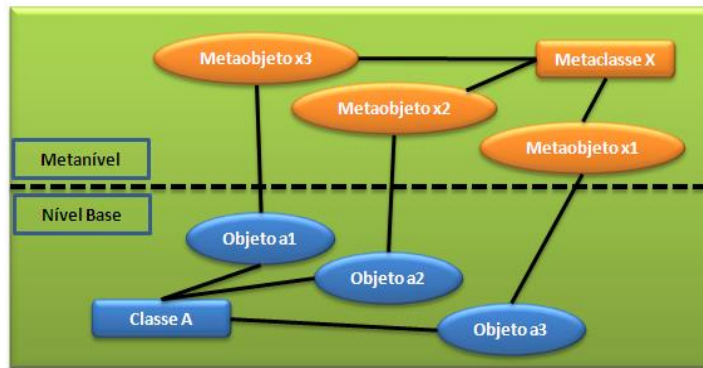 Metaobjeto x3
Metaclasse X
Metaobjeto x2
Metaobjeto x1
Metanível
Nível Base
Objeto a1
Objeto a2
Classe A
Objeto a3